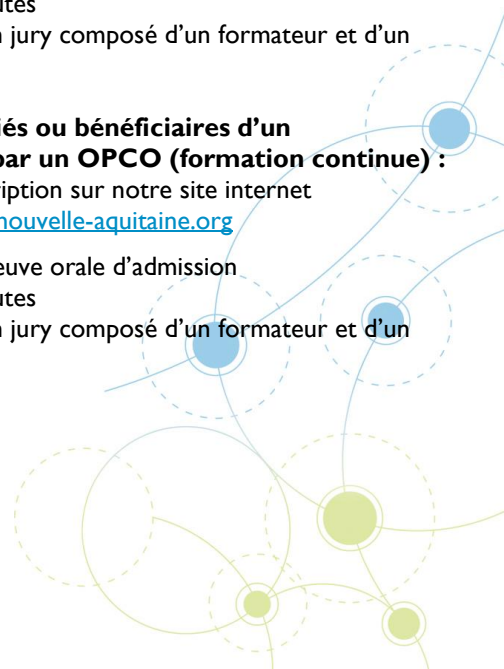 utes
n jury composé d’un formateur et d’un
iés ou bénéficiaires d’un
par un OPCO (formation continue) :
ription sur notre site internet
nouvelle-aquitaine.org
euve orale d’admission
utes
n jury composé d’un formateur et d’un